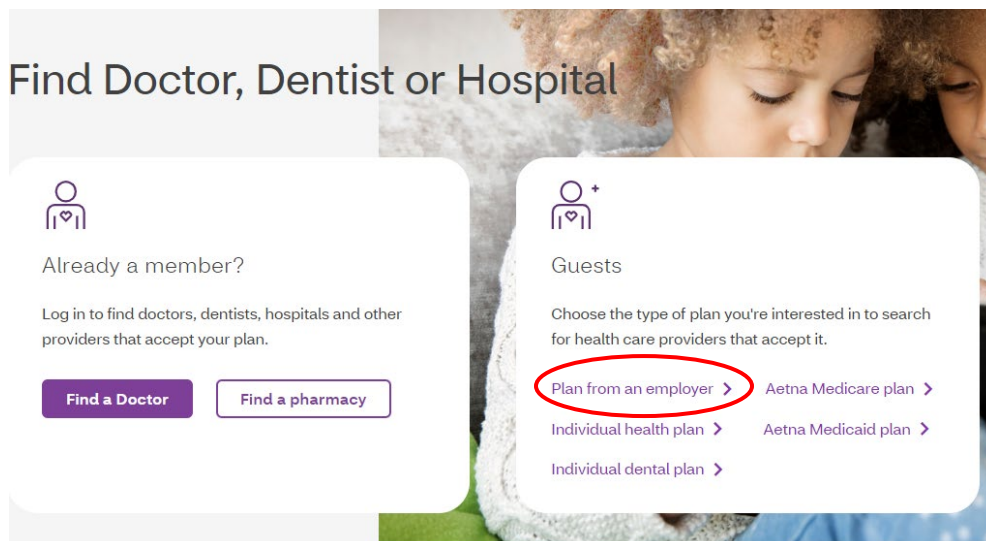 Find Doctor, Dentist or Hospital
Already a member?
Log in to find doctors, dentists, hospitals and other
providers that accept your plan.
Find a Doctor
Find a pharmacy
Guests
Choose the type of plan you're interested in to search
for health care providers that accept it.
Plan from an employer
Aetna Medicare plan
Individual health plan
Aetna Medicaid plan
Individual dental plan